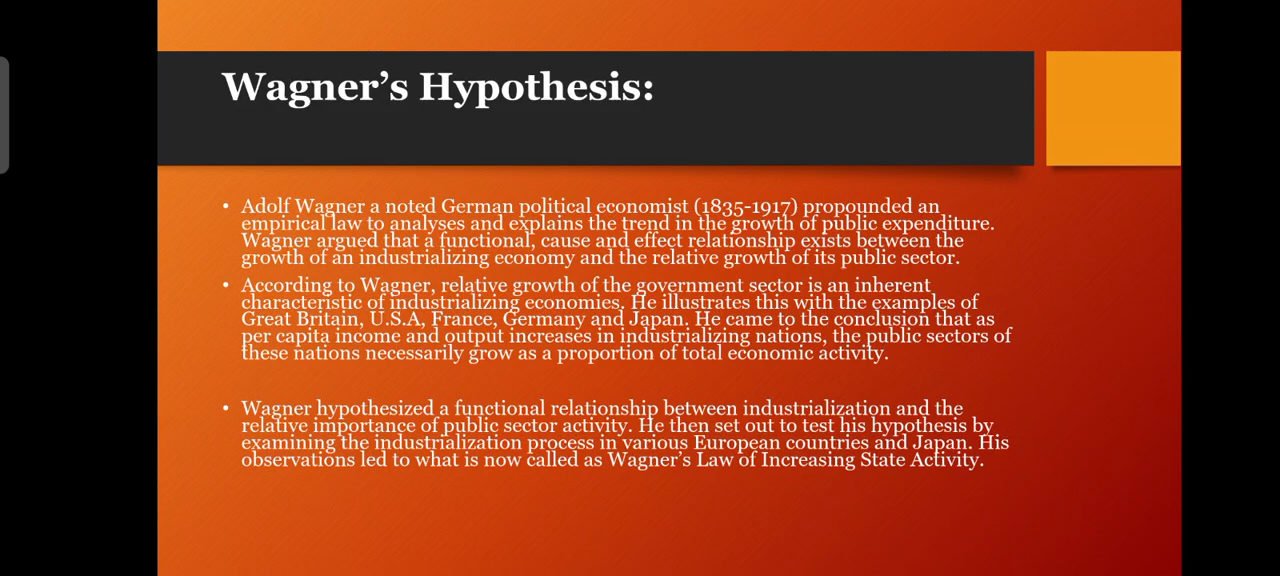 Wagner’s Hypothesis:
• Adolf Wagner a noted German political economist (1835-1917) propounded an
empirical law to analyses and explains the trend in the growth of public expenditure.
Wagner argued that a functional, cause and effect relationship exists between the
growth of an industrializing economy and the relative growth of its public sector.
• According to Wagner, relative growth of the government sector is an inherent
characteristic of industrializing economies. He illustrates this with the examples of
Great Britain, U.S.A, France, Germany and Japan. He came to the conclusion that as
per capita income and output increases in industrializing nations, the public sectors of
these nations necessarily grow as a proportion of total economic activity.
• Wagner hypothesized a functional relationship between industrialization and the
relative importance of public sector activity. He then set out to test his hypothesis by
examining the industrialization process in various European countries and Japan. His
observations led to what is now called as Wagner’s Law of Increasing State Activity.